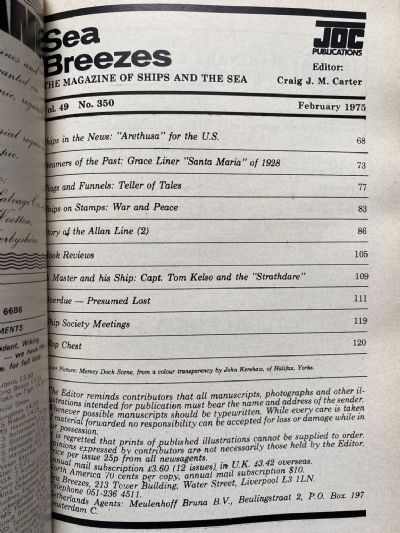 Sea
Breezes
THE MAGAZINE OF SHIPS AND THE SEA
JOC
PUBLICATIONS
Editor:
Craig J. M. Carter
Vol. 49 No. 350 February 1975
Ships in the News: "Arethusa" for the U.S. 68
Steamers of the Past: Grace Liner "Santa Maria" of 1928 73
Flags and Funnels: Teller of Tales 77
Ships on Stamps: War and Peace 83
Story of the Allan Line (2) 86
Book Reviews 105
Master and his Ship: Capt. Tom Kelso and the "Strathdare" 109
Overdue — Presumed Lost 111
Ship Society Meetings 119
Slop Chest 120
Cover Picture: Mersey Dock Scene, from a colour transparency by John Kershaw, of Halifax, Yorks.
The Editor reminds contributors that all manuscripts, photographs and other il-
lustrations intended for publication must bear the name and address of the sender.
Whenever possible manuscripts should be typewritten. While every care is taken
of material forwarded no responsibility can be accepted for loss or damage while in
our possession.
It is regretted that prints of published illustrations cannot be supplied to order.
Opinions expressed by contributors are not necessarily those held by the Editor.
Price per issue 25p from all newsagents.
Annual mail subscription £3.60 (12 issues) in U.K. £3.42 overseas.
North America 70 cents per copy, annual mail subscription $10.
Sea Breezes, 213 Tower Building, Water Street, Liverpool L3 1LN.
Telephone 051-236 4511.
Netherlands Agents: Meulenhoff Bruna B.V., Beulingstraat 2, P.O. Box 197
Amsterdam C.
6686